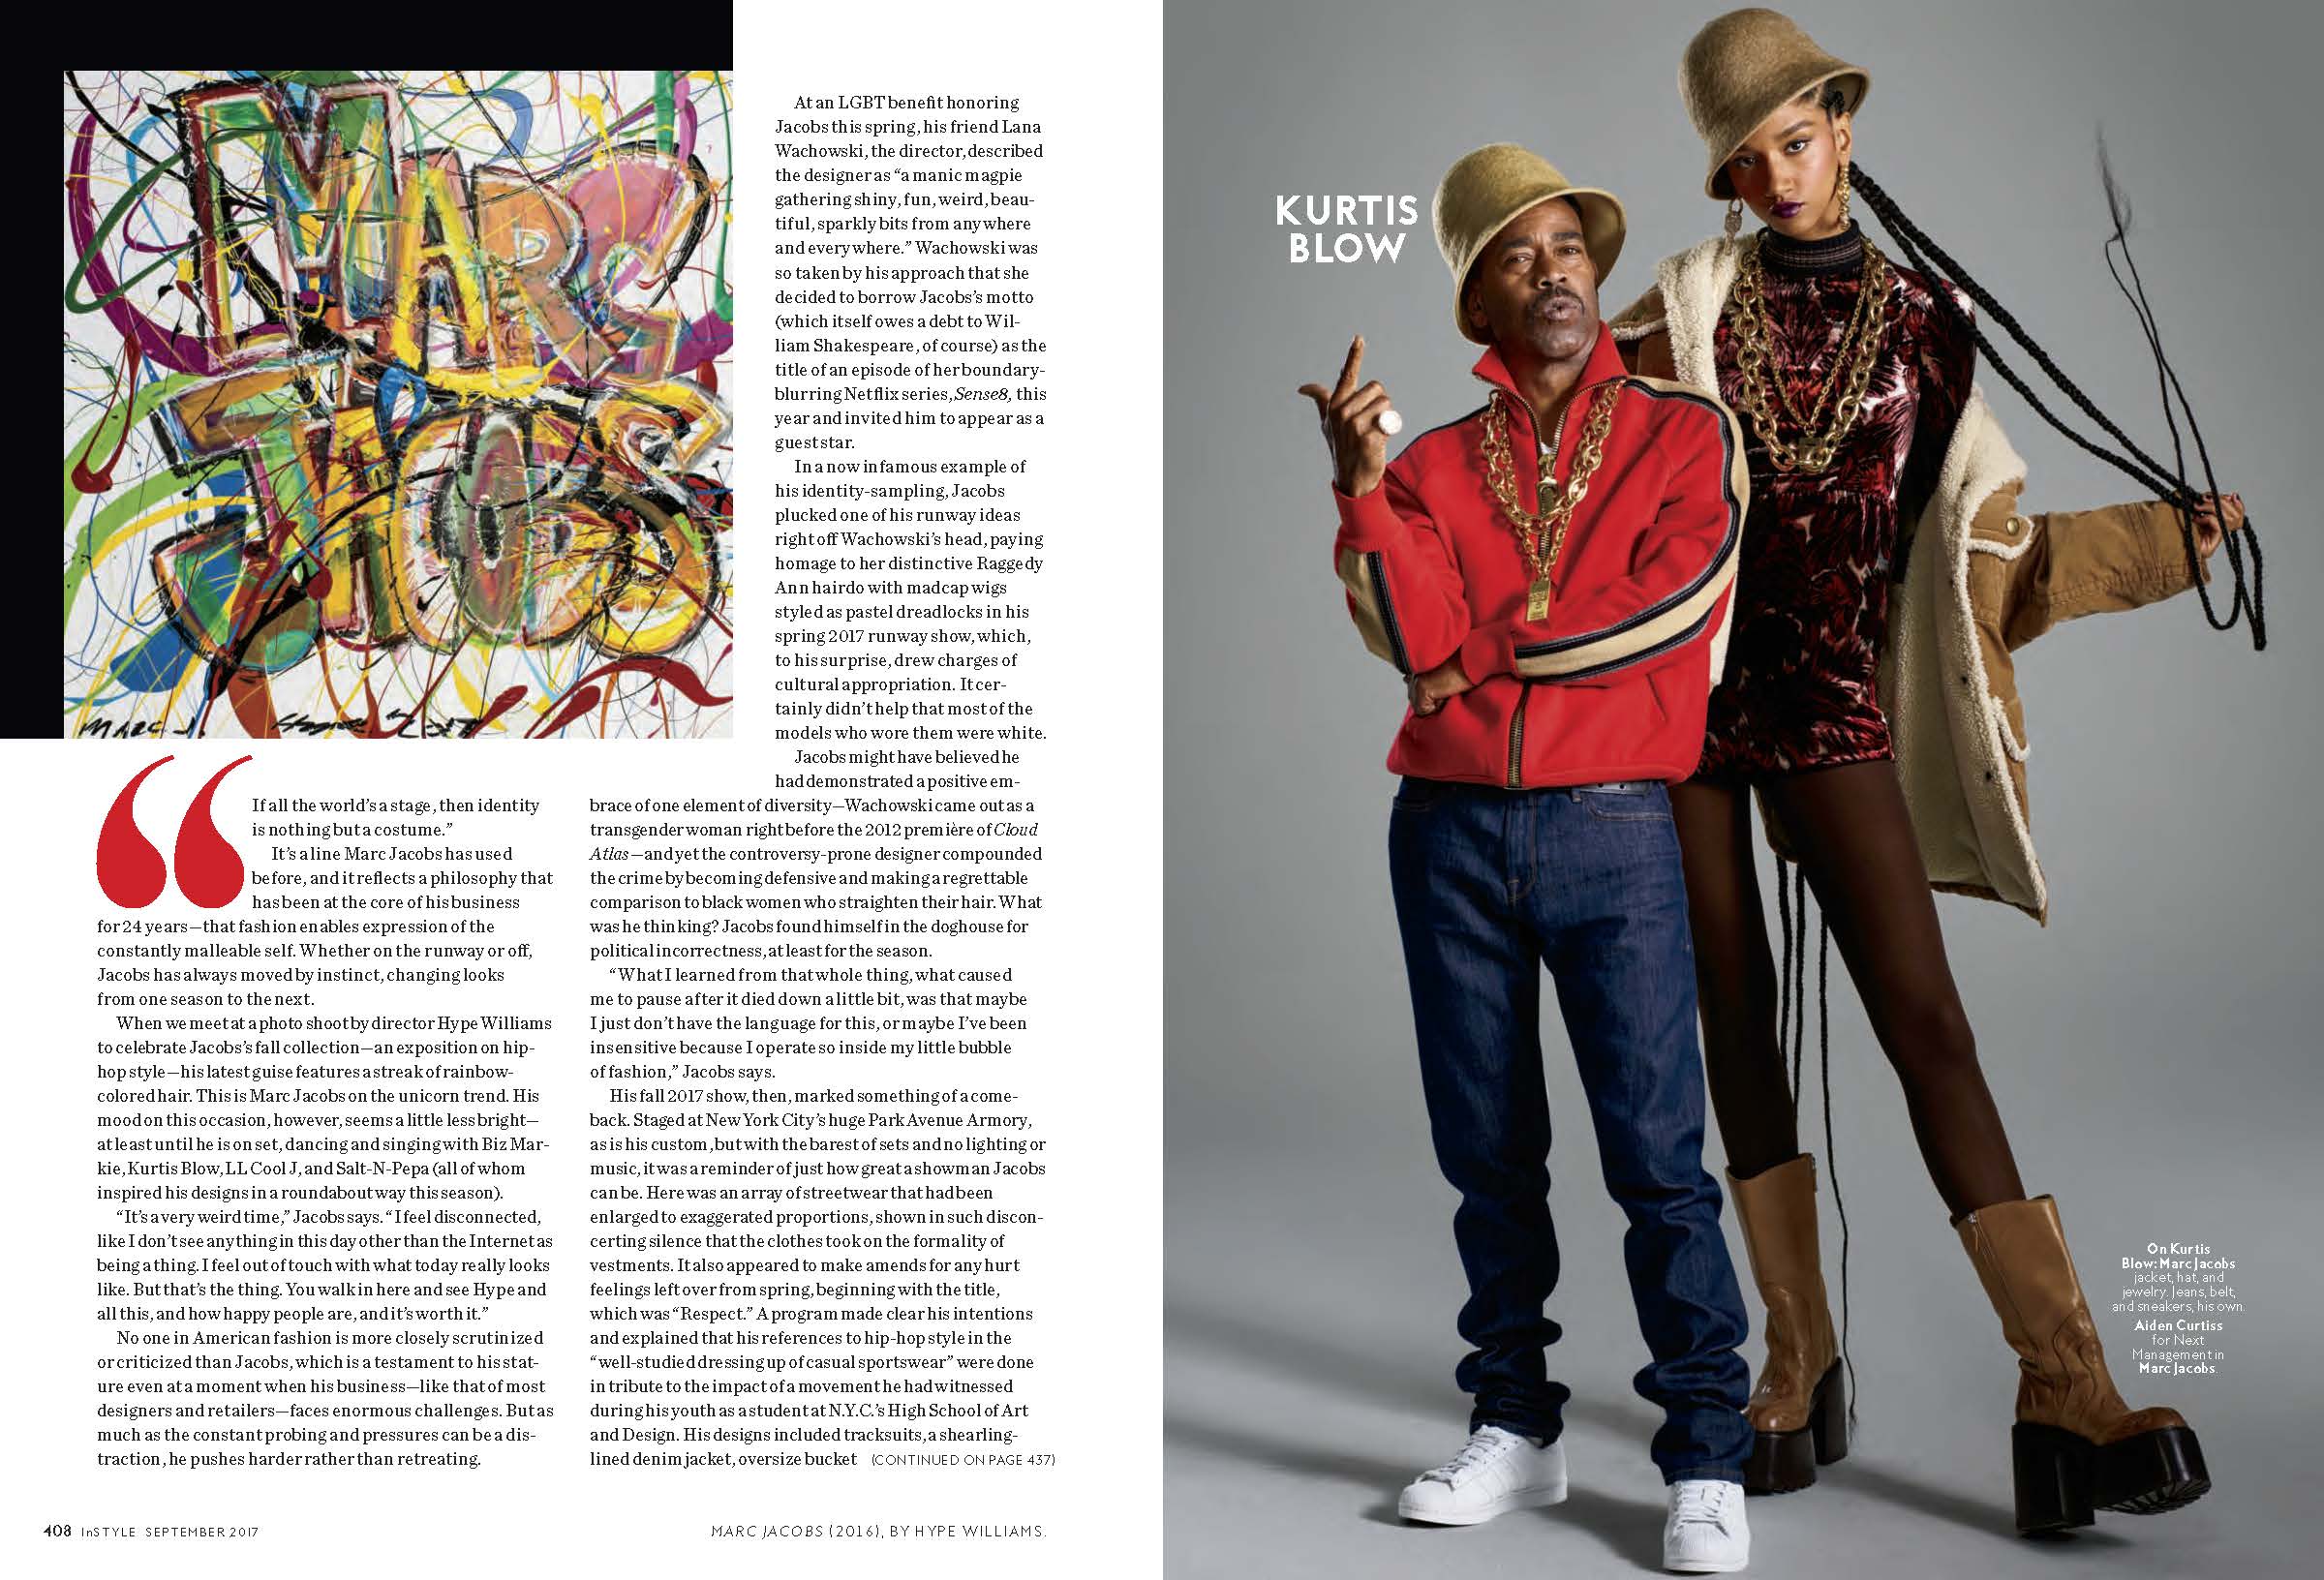 MARC
JACOBS
MARC J.
“If all the world’s a stage, then identity
is nothing but a costume.”
It’s a line Marc Jacobs has used
before, and it reflects a philosophy that
has been at the core of his business
for 24 years—that fashion enables expression of the
constantly malleable self. Whether on the runway or off,
Jacobs has always moved by instinct, changing looks
from one season to the next.
When we meet at a photo shoot by director Hype Williams
to celebrate Jacobs’s fall collection—an exposition on hip-
hop style—his latest guise features a streak of rainbow-
colored hair. This is Marc Jacobs on the unicorn trend. His
mood on this occasion, however, seems a little less bright—
at least until he is on set, dancing and singing with Biz Mar-
kie, Kurtis Blow, LL Cool J, and Salt-N-Pepa (all of whom
inspired his designs in a roundabout way this season).
“It’s a very weird time,” Jacobs says. “I feel disconnected,
like I don’t see anything in this day other than the Internet as
being a thing. I feel out of touch with what today really looks
like. But that’s the thing. You walk in here and see Hype and
all this, and how happy people are, and it’s worth it.”
No one in American fashion is more closely scrutinized
or criticized than Jacobs, which is a testament to his stat-
ure even at a moment when his business—like that of most
designers and retailers—faces enormous challenges. But as
much as the constant probing and pressures can be a dis-
traction, he pushes harder rather than retreating.
At an LGBT benefit honoring
Jacobs this spring, his friend Lana
Wachowski, the director, described
the designer as “a manic magpie
gathering shiny, fun, weird, beau-
tiful, sparkly bits from anywhere
and everywhere.” Wachowski was
so taken by his approach that she
decided to borrow Jacobs’s motto
(which itself owes a debt to Wil-
liam Shakespeare, of course) as the
title of an episode of her boundary-
blurring Netflix series, Sense8, this
year and invited him to appear as a
guest star.
In a now infamous example of
his identity-sampling, Jacobs
plucked one of his runway ideas
right off Wachowski’s head, paying
homage to her distinctive Raggedy
Ann hairdo with madcap wigs
styled as pastel dreadlocks in his
spring 2017 runway show, which,
to his surprise, drew charges of
cultural appropriation. It cer-
tainly didn’t help that most of the
models who wore them were white.
Jacobs might have believed he
had demonstrated a positive em-
brace of one element of diversity—Wachowski came out as a
transgender woman right before the 2012 première of Cloud
Atlas—and yet the controversy-prone designer compounded
the crime by becoming defensive and making a regrettable
comparison to black women who straighten their hair. What
was he thinking? Jacobs found himself in the doghouse for
political incorrectness, at least for the season.
“What I learned from that whole thing, what caused
me to pause after it died down a little bit, was that maybe
I just don’t have the language for this, or maybe I’ve been
insensitive because I operate so inside my little bubble
of fashion,” Jacobs says.
His fall 2017 show, then, marked something of a come-
back. Staged at New York City’s huge Park Avenue Armory,
as is his custom, but with the barest of sets and no lighting or
music, it was a reminder of just how great a showman Jacobs
can be. Here was an array of streetwear that had been
enlarged to exaggerated proportions, shown in such discon-
certing silence that the clothes took on the formality of
vestments. It also appeared to make amends for any hurt
feelings left over from spring, beginning with the title,
which was “Respect.” A program made clear his intentions
and explained that his references to hip-hop style in the
“well-studied dressing up of casual sportswear” were done
in tribute to the impact of a movement he had witnessed
during his youth as a student at N.Y.C.’s High School of Art
and Design. His designs included tracksuits, a shearling-
lined denim jacket, oversize bucket (CONTINUED ON PAGE 437)
408 InSTYLE SEPTEMBER 2017
MARC JACOBS (2016), BY HYPE WILLIAMS.
KURTIS
BLOW
On Kurtis
Blow: Marc Jacobs
jacket, hat, and
jewelry. Jeans, belt,
and sneakers, his own.
Aiden Curtiss
for Next
Management in
Marc Jacobs.